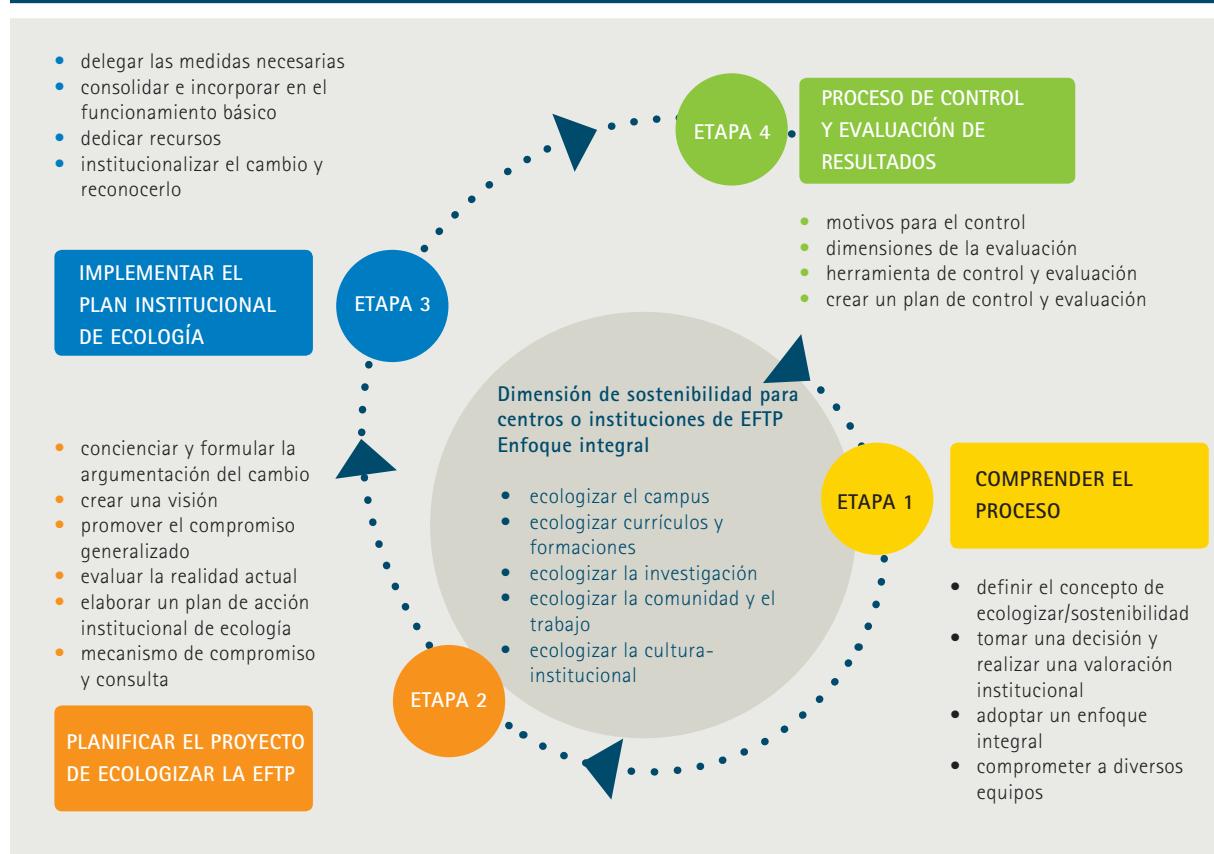 • delegar las medidas necesarias
• consolidar e incorporar en el
funcionamiento básico
• dedicar recursos
• institucionalizar el cambio y
reconocerlo
ETAPA 4
PROCESO DE CONTROL
Y EVALUACIÓN DE
RESULTADOS
• motivos para el control
• dimensiones de la evaluación
• herramienta de control y evaluación
• crear un plan de control y evaluación
IMPLEMENTAR EL
PLAN INSTITUCIONAL
DE ECOLOGÍA
ETAPA 3
Dimensión de sostenibilidad para
centros o instituciones de EFTP
Enfoque integral
• ecologizar el campus
• ecologizar currículos y
formaciones
• ecologizar la investigación
• ecologizar la comunidad y el
trabajo
• ecologizar la cultura-
institucional
ETAPA 1
COMPRENDER EL
PROCESO
• definir el concepto de
ecologizar/sostenibilidad
• tomar una decisión y
realizar una valoración
institucional
• adoptar un enfoque
integral
• comprometer a diversos
equipos
• concienciar y formular la
argumentación del cambio
• crear una visión
• promover el compromiso
generalizado
• evaluar la realidad actual
• elaborar un plan de acción
institucional de ecología
• mecanismo de compromiso
y consulta
ETAPA 2
PLANIFICAR EL PROYECTO
DE ECOLOGIZAR LA EFTP